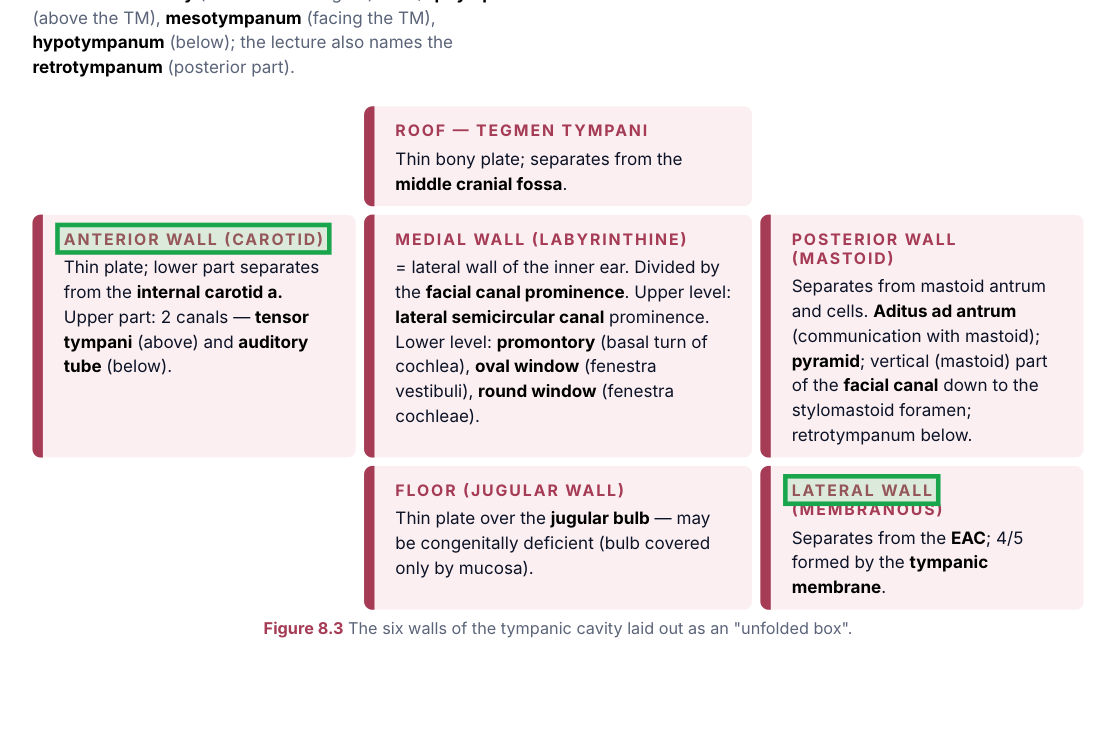 (above the TM), mesotympanum (facing the TM),
hypotympanum (below); the lecture also names the
retrotympanum (posterior part).
ROOF — TEGMEN TYMPANI
Thin bony plate; separates from the
middle cranial fossa.
ANTERIOR WALL (CAROTID)
Thin plate; lower part separates
from the internal carotid a.
Upper part: 2 canals — tensor
tympani (above) and auditory
tube (below).
MEDIAL WALL (LABYRINTHINE)
= lateral wall of the inner ear. Divided by
the facial canal prominence. Upper level:
lateral semicircular canal prominence.
Lower level: promontory (basal turn of
cochlea), oval window (fenestra
vestibuli), round window (fenestra
cochleae).
POSTERIOR WALL
(MASTOID)
Separates from mastoid antrum
and cells. Aditus ad antrum
(communication with mastoid);
pyramid; vertical (mastoid) part
of the facial canal down to the
stylomastoid foramen;
retrotympanum below.
FLOOR (JUGULAR WALL)
Thin plate over the jugular bulb — may
be congenitally deficient (bulb covered
only by mucosa).
LATERAL WALL
(MEMBRANOUS)
Separates from the EAC; 4/5
formed by the tympanic
membrane.
Figure 8.3 The six walls of the tympanic cavity laid out as an "unfolded box".